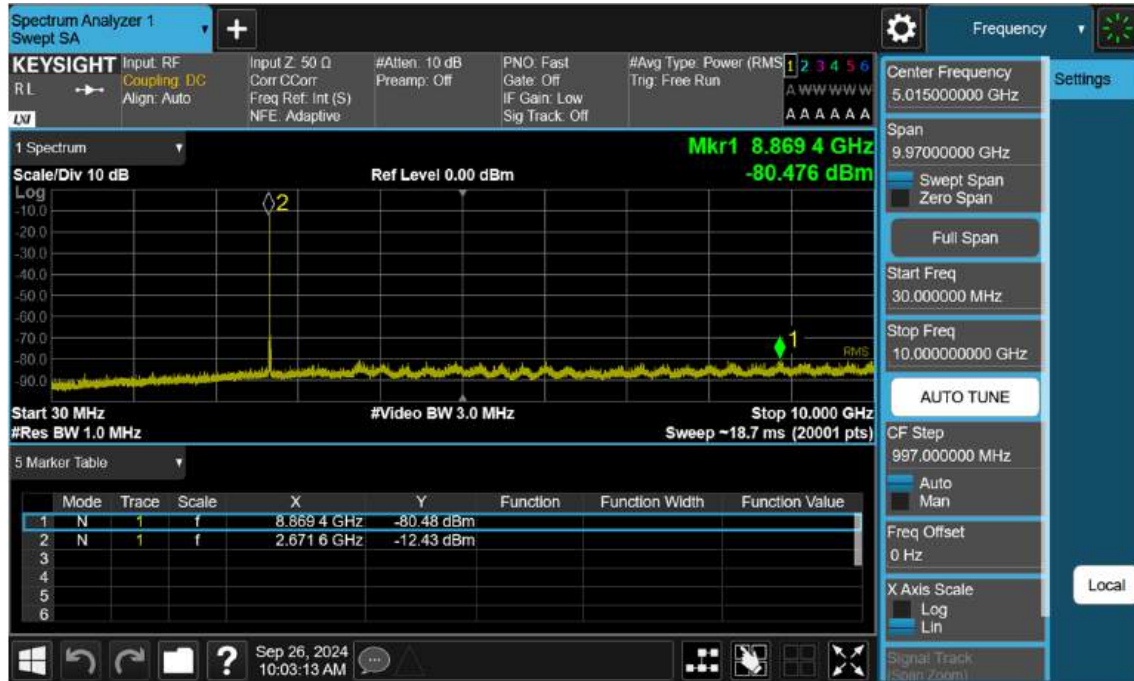 Spectrum Analyzer 1
Swept SA
Frequency
KEYSIGHT
RL
LXI
Input: RF
Coupling: DC
Align: Auto
Input Z: 50 Ω
Corr CCorr
Freq Ref: Int (S)
NFE: Adaptive
#Atten: 10 dB
Preamp: Off
PNO: Fast
Gate: Off
IF Gain: Low
Sig Track: Off
#Avg Type: Power (RMS
Trig: Free Run
1 2 3 4 5 6
A W W W W W
A A A A A A
1 Spectrum
Mkr1 8.869 4 GHz
-80.476 dBm
Scale/Div 10 dB
Ref Level 0.00 dBm
Log
-10.0
-20.0
-30.0
-40.0
-50.0
-60.0
-70.0
-80.0
-90.0
2
1
RMS
Start 30 MHz
#Video BW 3.0 MHz
Stop 10.000 GHz
#Res BW 1.0 MHz
Sweep ~18.7 ms (20001 pts)
5 Marker Table
Mode Trace Scale X Y Function Function Width Function Value
1 N 1 f 8.869 4 GHz -80.48 dBm
2 N 1 f 2.671 6 GHz -12.43 dBm
3
4
5
6
Sep 26, 2024
10:03:13 AM
Center Frequency
5.015000000 GHz
Span
9.97000000 GHz
Swept Span
Zero Span
Full Span
Start Freq
30.000000 MHz
Stop Freq
10.000000000 GHz
AUTO TUNE
CF Step
997.000000 MHz
Auto
Man
Freq Offset
0 Hz
X Axis Scale
Log
Lin
Signal Track
(Span Zoom)
Settings
Local